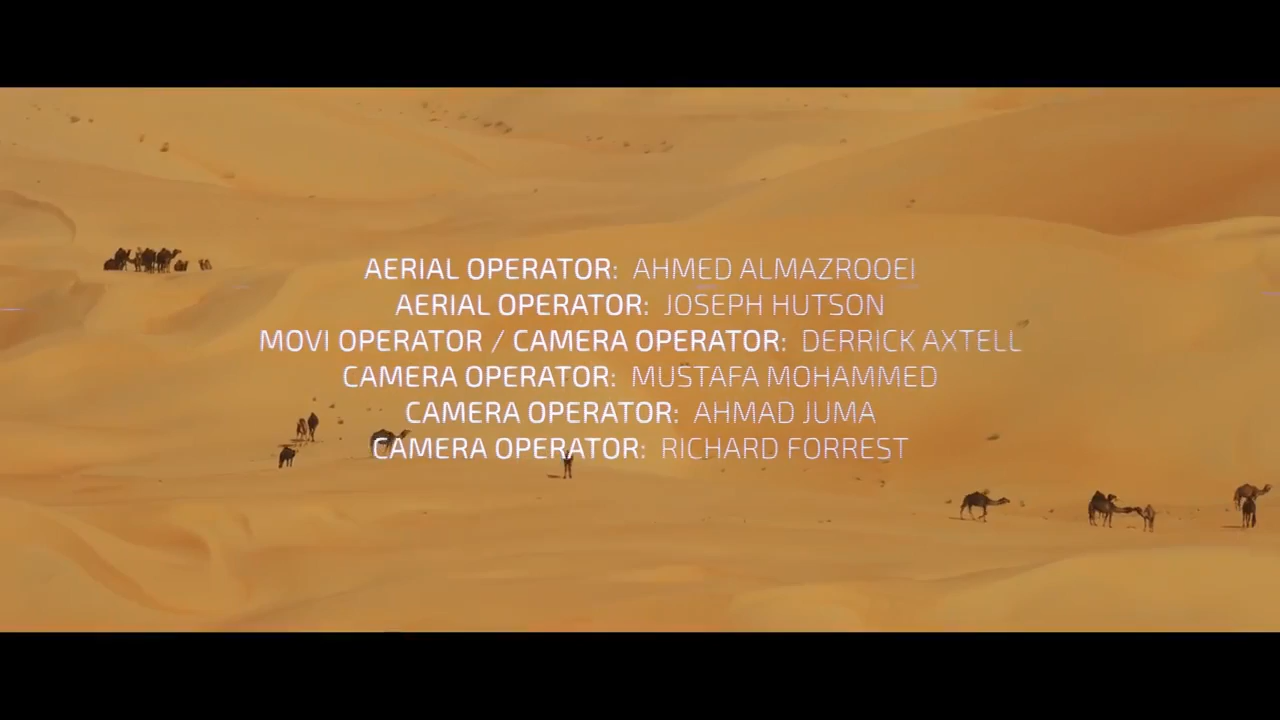 AERIAL OPERATOR: AHMED ALMAZROOEI
AERIAL OPERATOR: JOSEPH HUTSON
MOVI OPERATOR / CAMERA OPERATOR: DERRICK AXTELL
CAMERA OPERATOR: MUSTAFA MOHAMMED
CAMERA OPERATOR: AHMAD JUMA
CAMERA OPERATOR: RICHARD FORREST